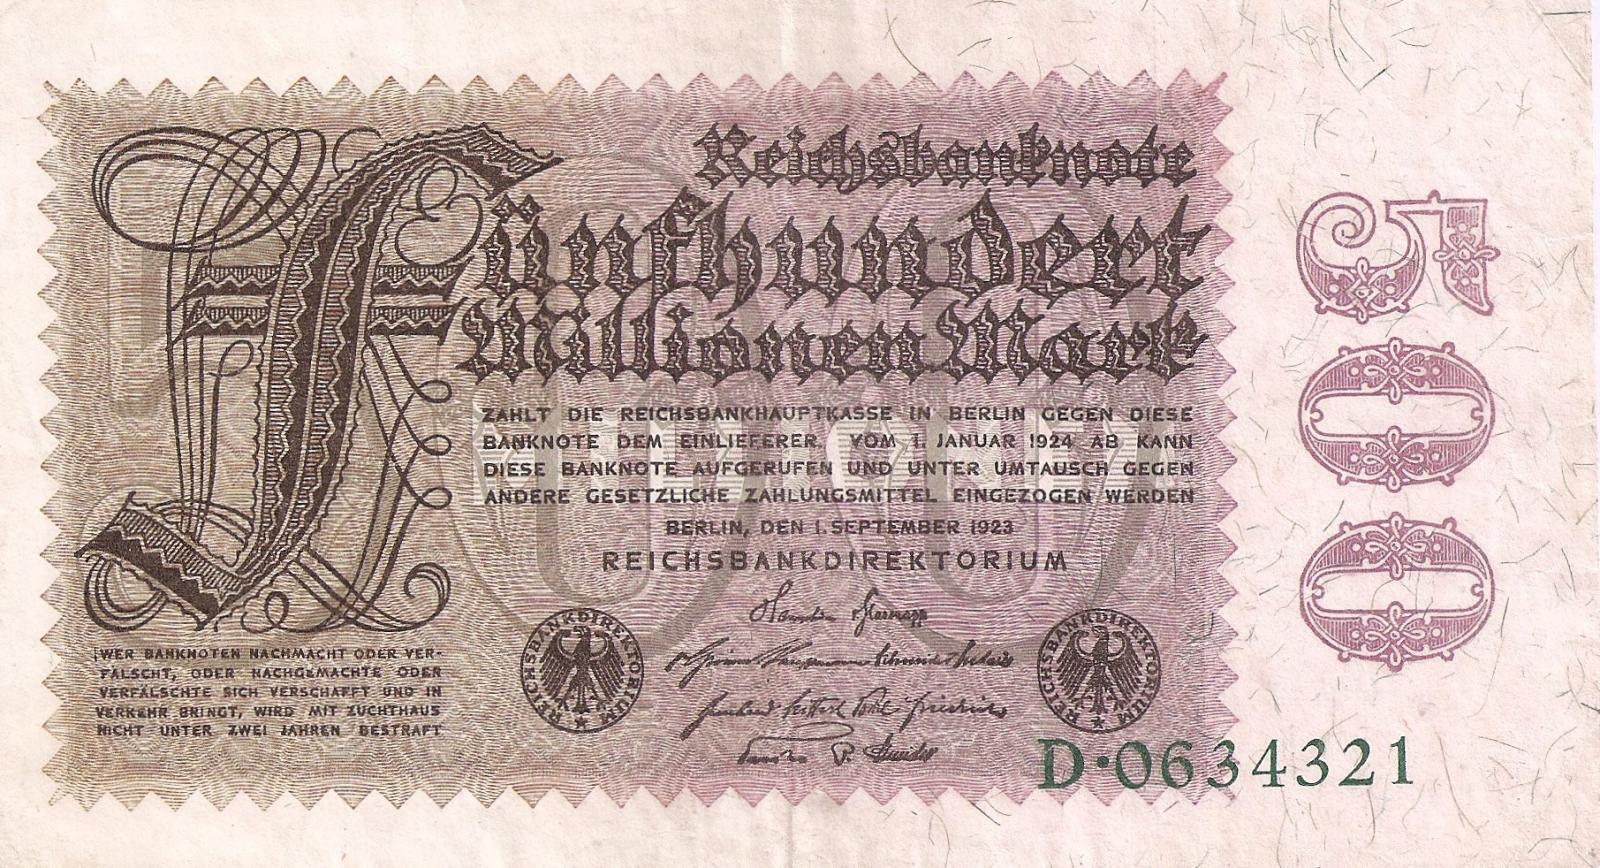 Reichsbanknote
Fünfhundert
Millionen Mark
ZAHLT DIE REICHSBANKHAUPTKASSE IN BERLIN GEGEN DIESE
BANKNOTE DEM EINLIEFERER. VOM 1. JANUAR 1924 AB KANN
DIESE BANKNOTE AUFGERUFEN UND UNTER UMTAUSCH GEGEN
ANDERE GESETZLICHE ZAHLUNGSMITTEL EINGEZOGEN WERDEN
BERLIN, DEN 1. SEPTEMBER 1923
REICHSBANKDIREKTORIUM
WER BANKNOTEN NACHMACHT ODER VER-
FÄLSCHT, ODER NACHGEMACHTE ODER
VERFÄLSCHTE SICH VERSCHAFFT UND IN
VERKEHR BRINGT, WIRD MIT ZUCHTHAUS
NICHT UNTER ZWEI JAHREN BESTRAFT
REICHSBANKDIREKTORIUM
REICHSBANKDIREKTORIUM
D·0634321
500